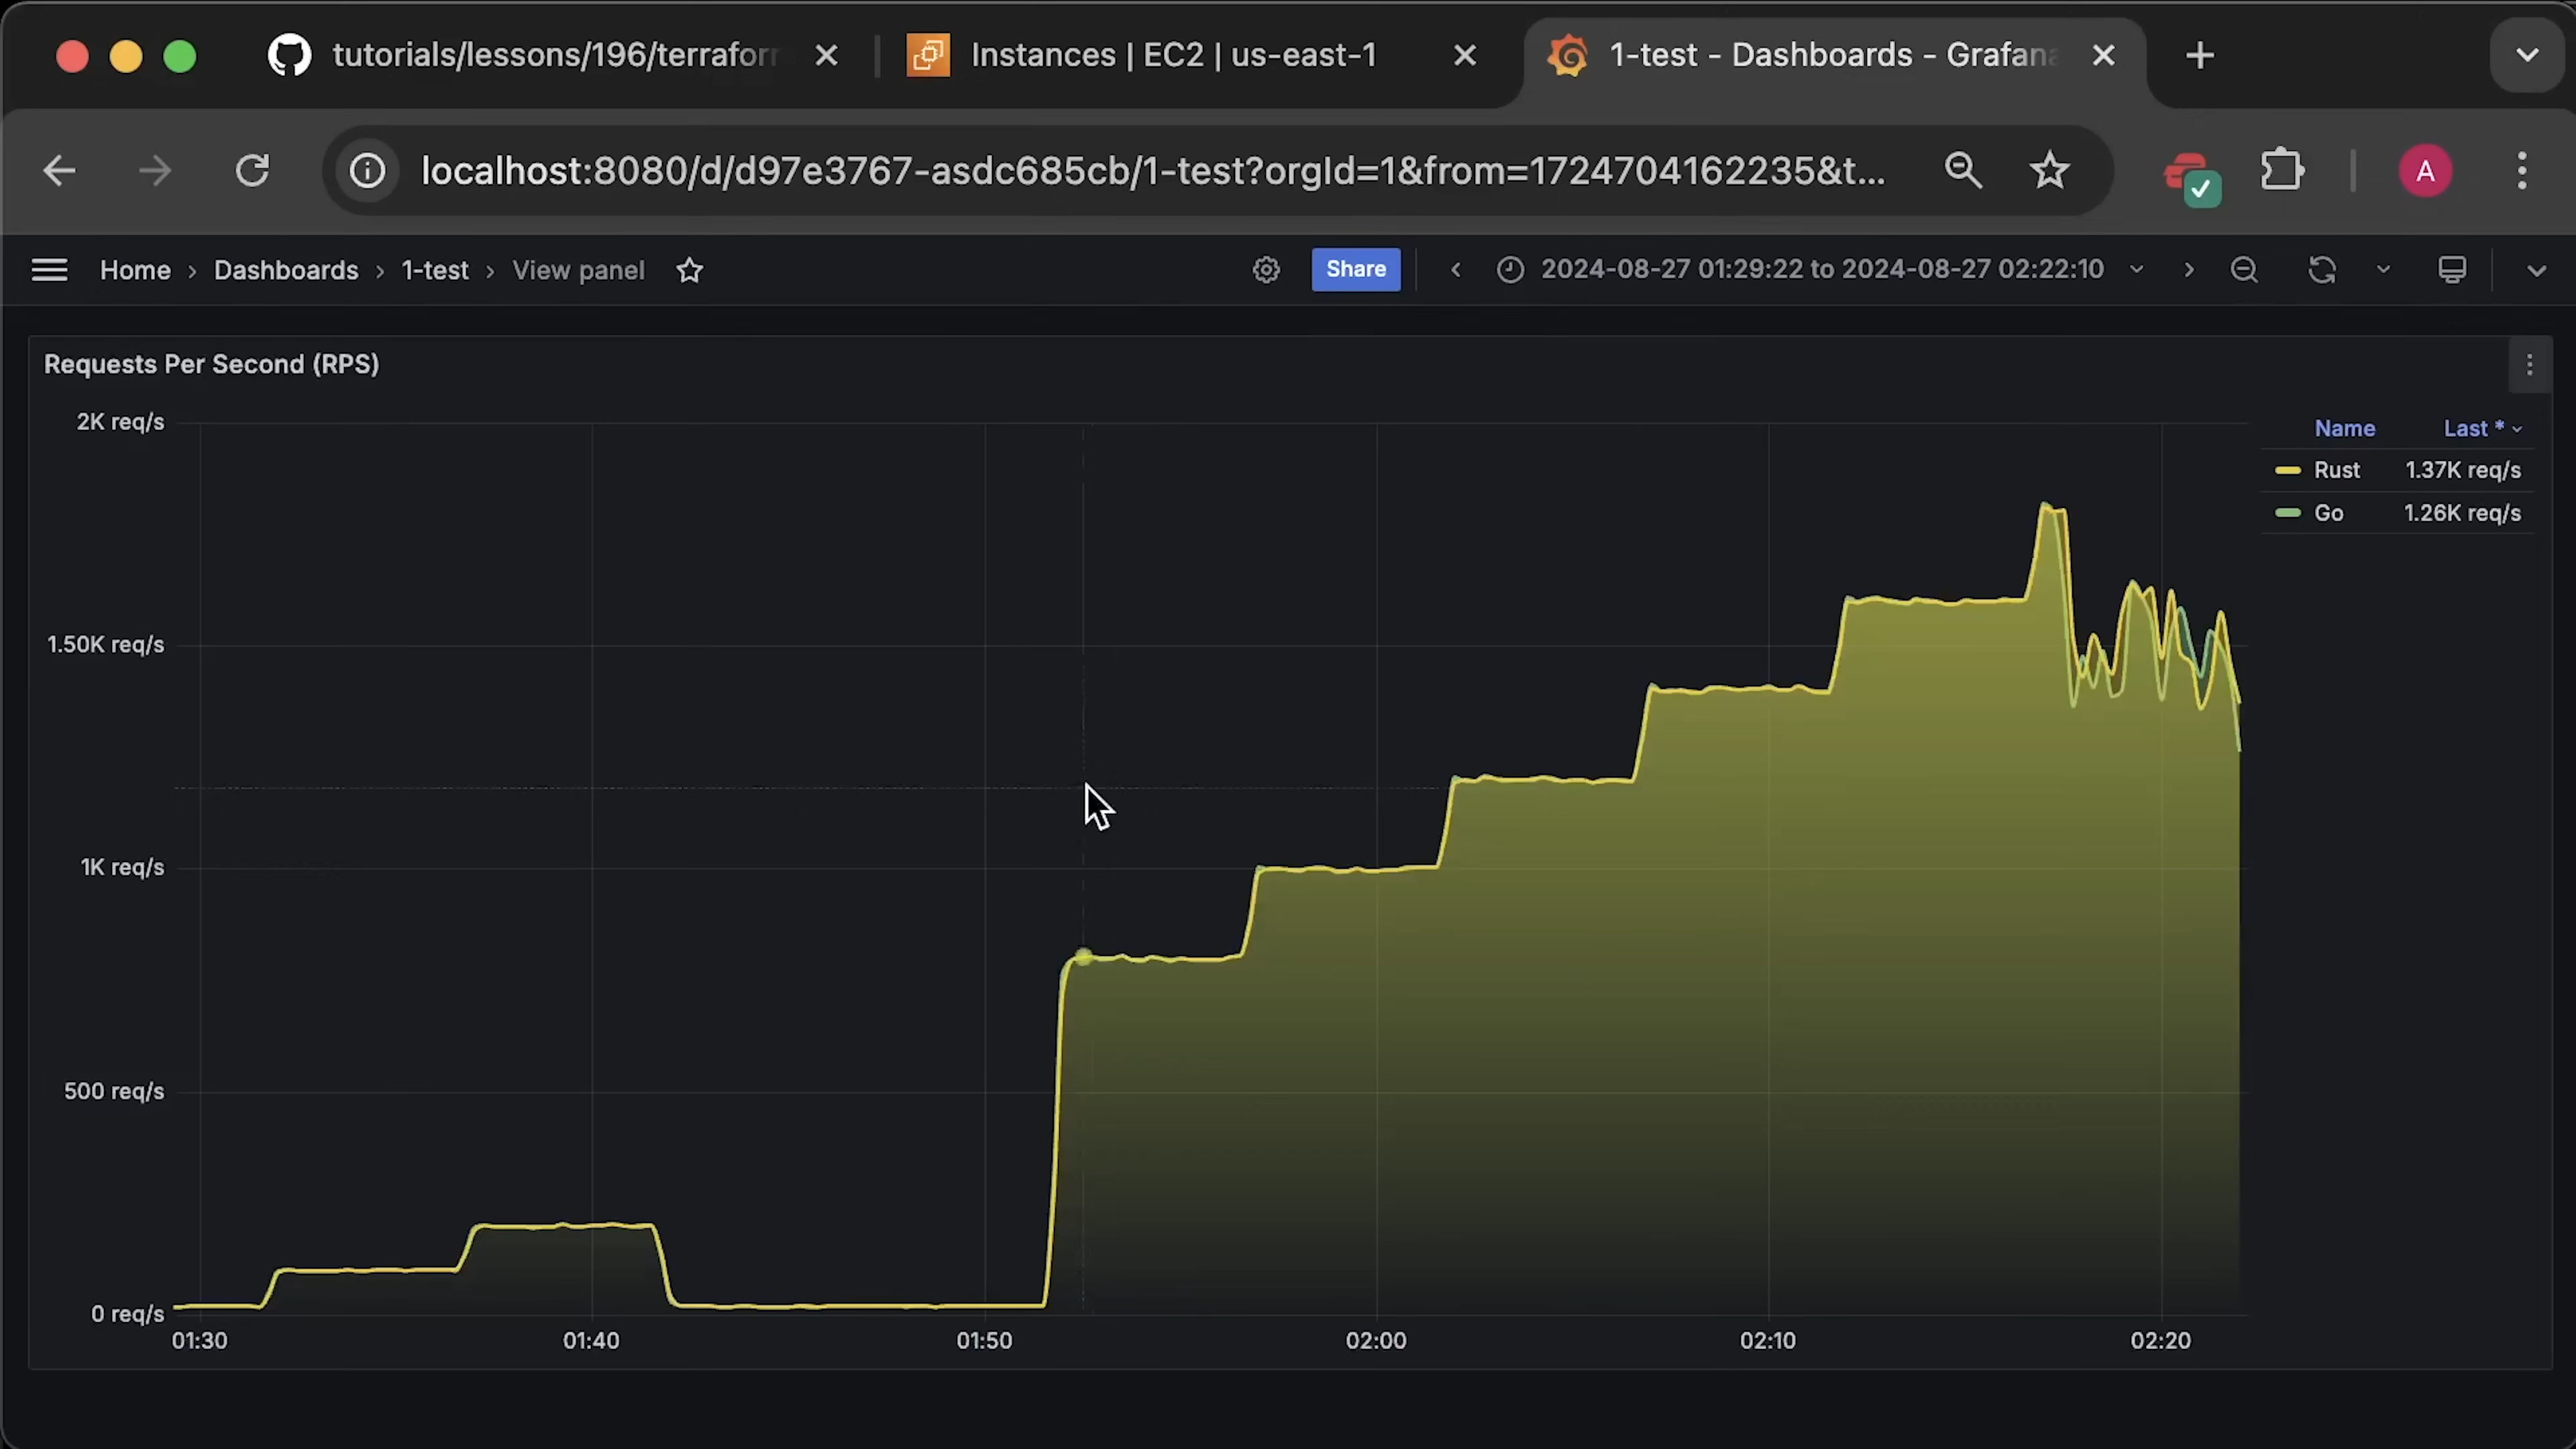 tutorials/lessons/196/terraform
Instances | EC2 | us-east-1
1-test - Dashboards - Grafana
localhost:8080/d/d97e3767-asdc685cb/1-test?orgId=1&from=1724704162235&t...
A
Home › Dashboards › 1-test › View panel
Share
2024-08-27 01:29:22 to 2024-08-27 02:22:10
Requests Per Second (RPS)
2K req/s
1.50K req/s
1K req/s
500 req/s
0 req/s
01:30 01:40 01:50 02:00 02:10 02:20
Name Last *
Rust 1.37K req/s
Go 1.26K req/s